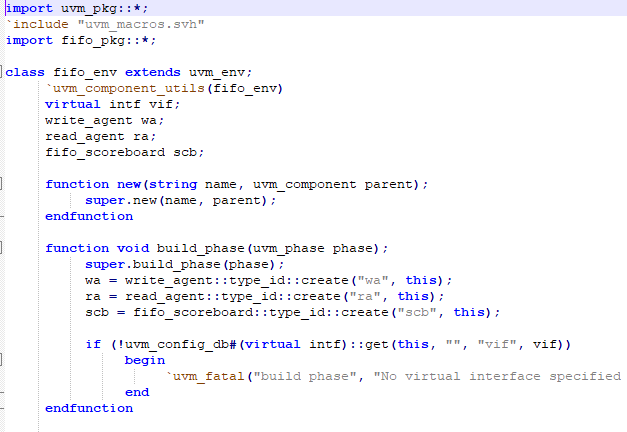 import uvm_pkg::*;
`include "uvm_macros.svh"
import fifo_pkg::*;
class fifo_env extends uvm_env;
`uvm_component_utils(fifo_env)
virtual intf vif;
write_agent wa;
read_agent ra;
fifo_scoreboard scb;
function new(string name, uvm_component parent);
super.new(name, parent);
endfunction
function void build_phase(uvm_phase phase);
super.build_phase(phase);
wa = write_agent::type_id::create("wa", this);
ra = read_agent::type_id::create("ra", this);
scb = fifo_scoreboard::type_id::create("scb", this);
if (!uvm_config_db#(virtual intf)::get(this, "", "vif", vif))
begin
`uvm_fatal("build phase", "No virtual interface specified
end
endfunction